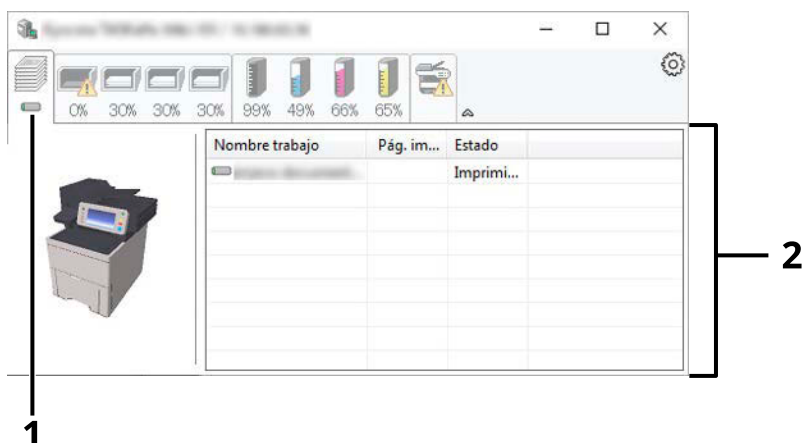 0% 30% 30% 30% 99% 49% 66% 65%
Nombre trabajo Pág. im... Estado
Imprimi...
2
1